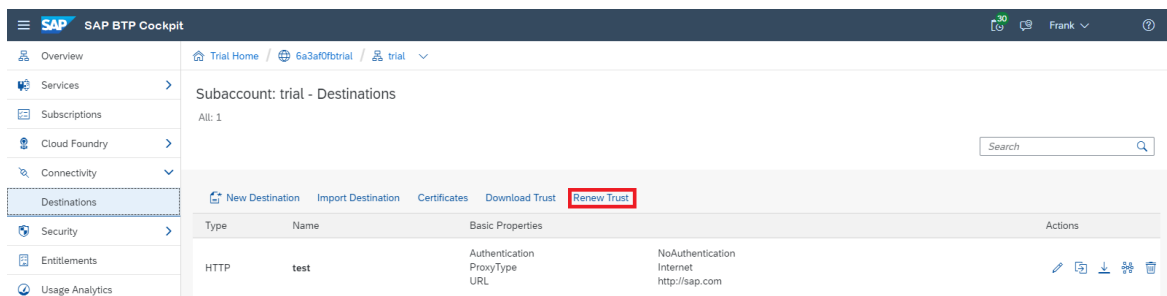 SAP SAP BTP Cockpit 30 Frank
Overview
Services
Subscriptions
Cloud Foundry
Connectivity
Destinations
Security
Entitlements
Usage Analytics
Trial Home / 6a3af0fbtrial / trial
Subaccount: trial - Destinations
All: 1
Search
New Destination Import Destination Certificates Download Trust Renew Trust
Type Name Basic Properties Actions
HTTP test
Authentication NoAuthentication
ProxyType Internet
URL http://sap.com